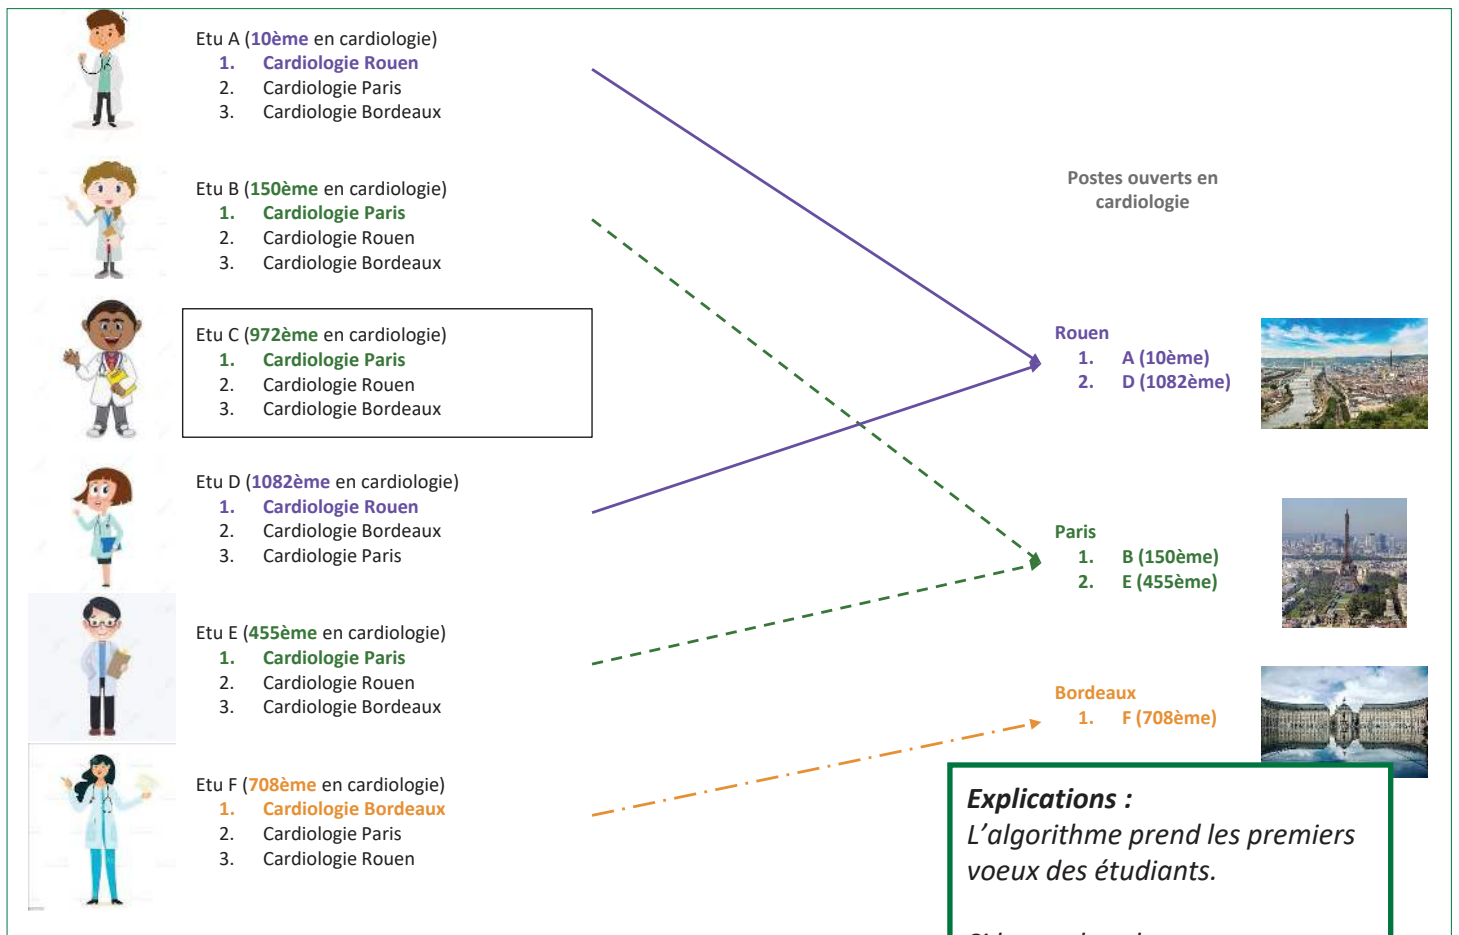 Etu A (10ème en cardiologie)
1. Cardiologie Rouen
2. Cardiologie Paris
3. Cardiologie Bordeaux
Etu B (150ème en cardiologie)
1. Cardiologie Paris
2. Cardiologie Rouen
3. Cardiologie Bordeaux
Etu C (972ème en cardiologie)
1. Cardiologie Paris
2. Cardiologie Rouen
3. Cardiologie Bordeaux
Etu D (1082ème en cardiologie)
1. Cardiologie Rouen
2. Cardiologie Bordeaux
3. Cardiologie Paris
Etu E (455ème en cardiologie)
1. Cardiologie Paris
2. Cardiologie Rouen
3. Cardiologie Bordeaux
Etu F (708ème en cardiologie)
1. Cardiologie Bordeaux
2. Cardiologie Paris
3. Cardiologie Rouen
Postes ouverts en
cardiologie
Rouen
1. A (10ème)
2. D (1082ème)
Paris
1. B (150ème)
2. E (455ème)
Bordeaux
1. F (708ème)
Explications :
L'algorithme prend les premiers
voeux des étudiants.